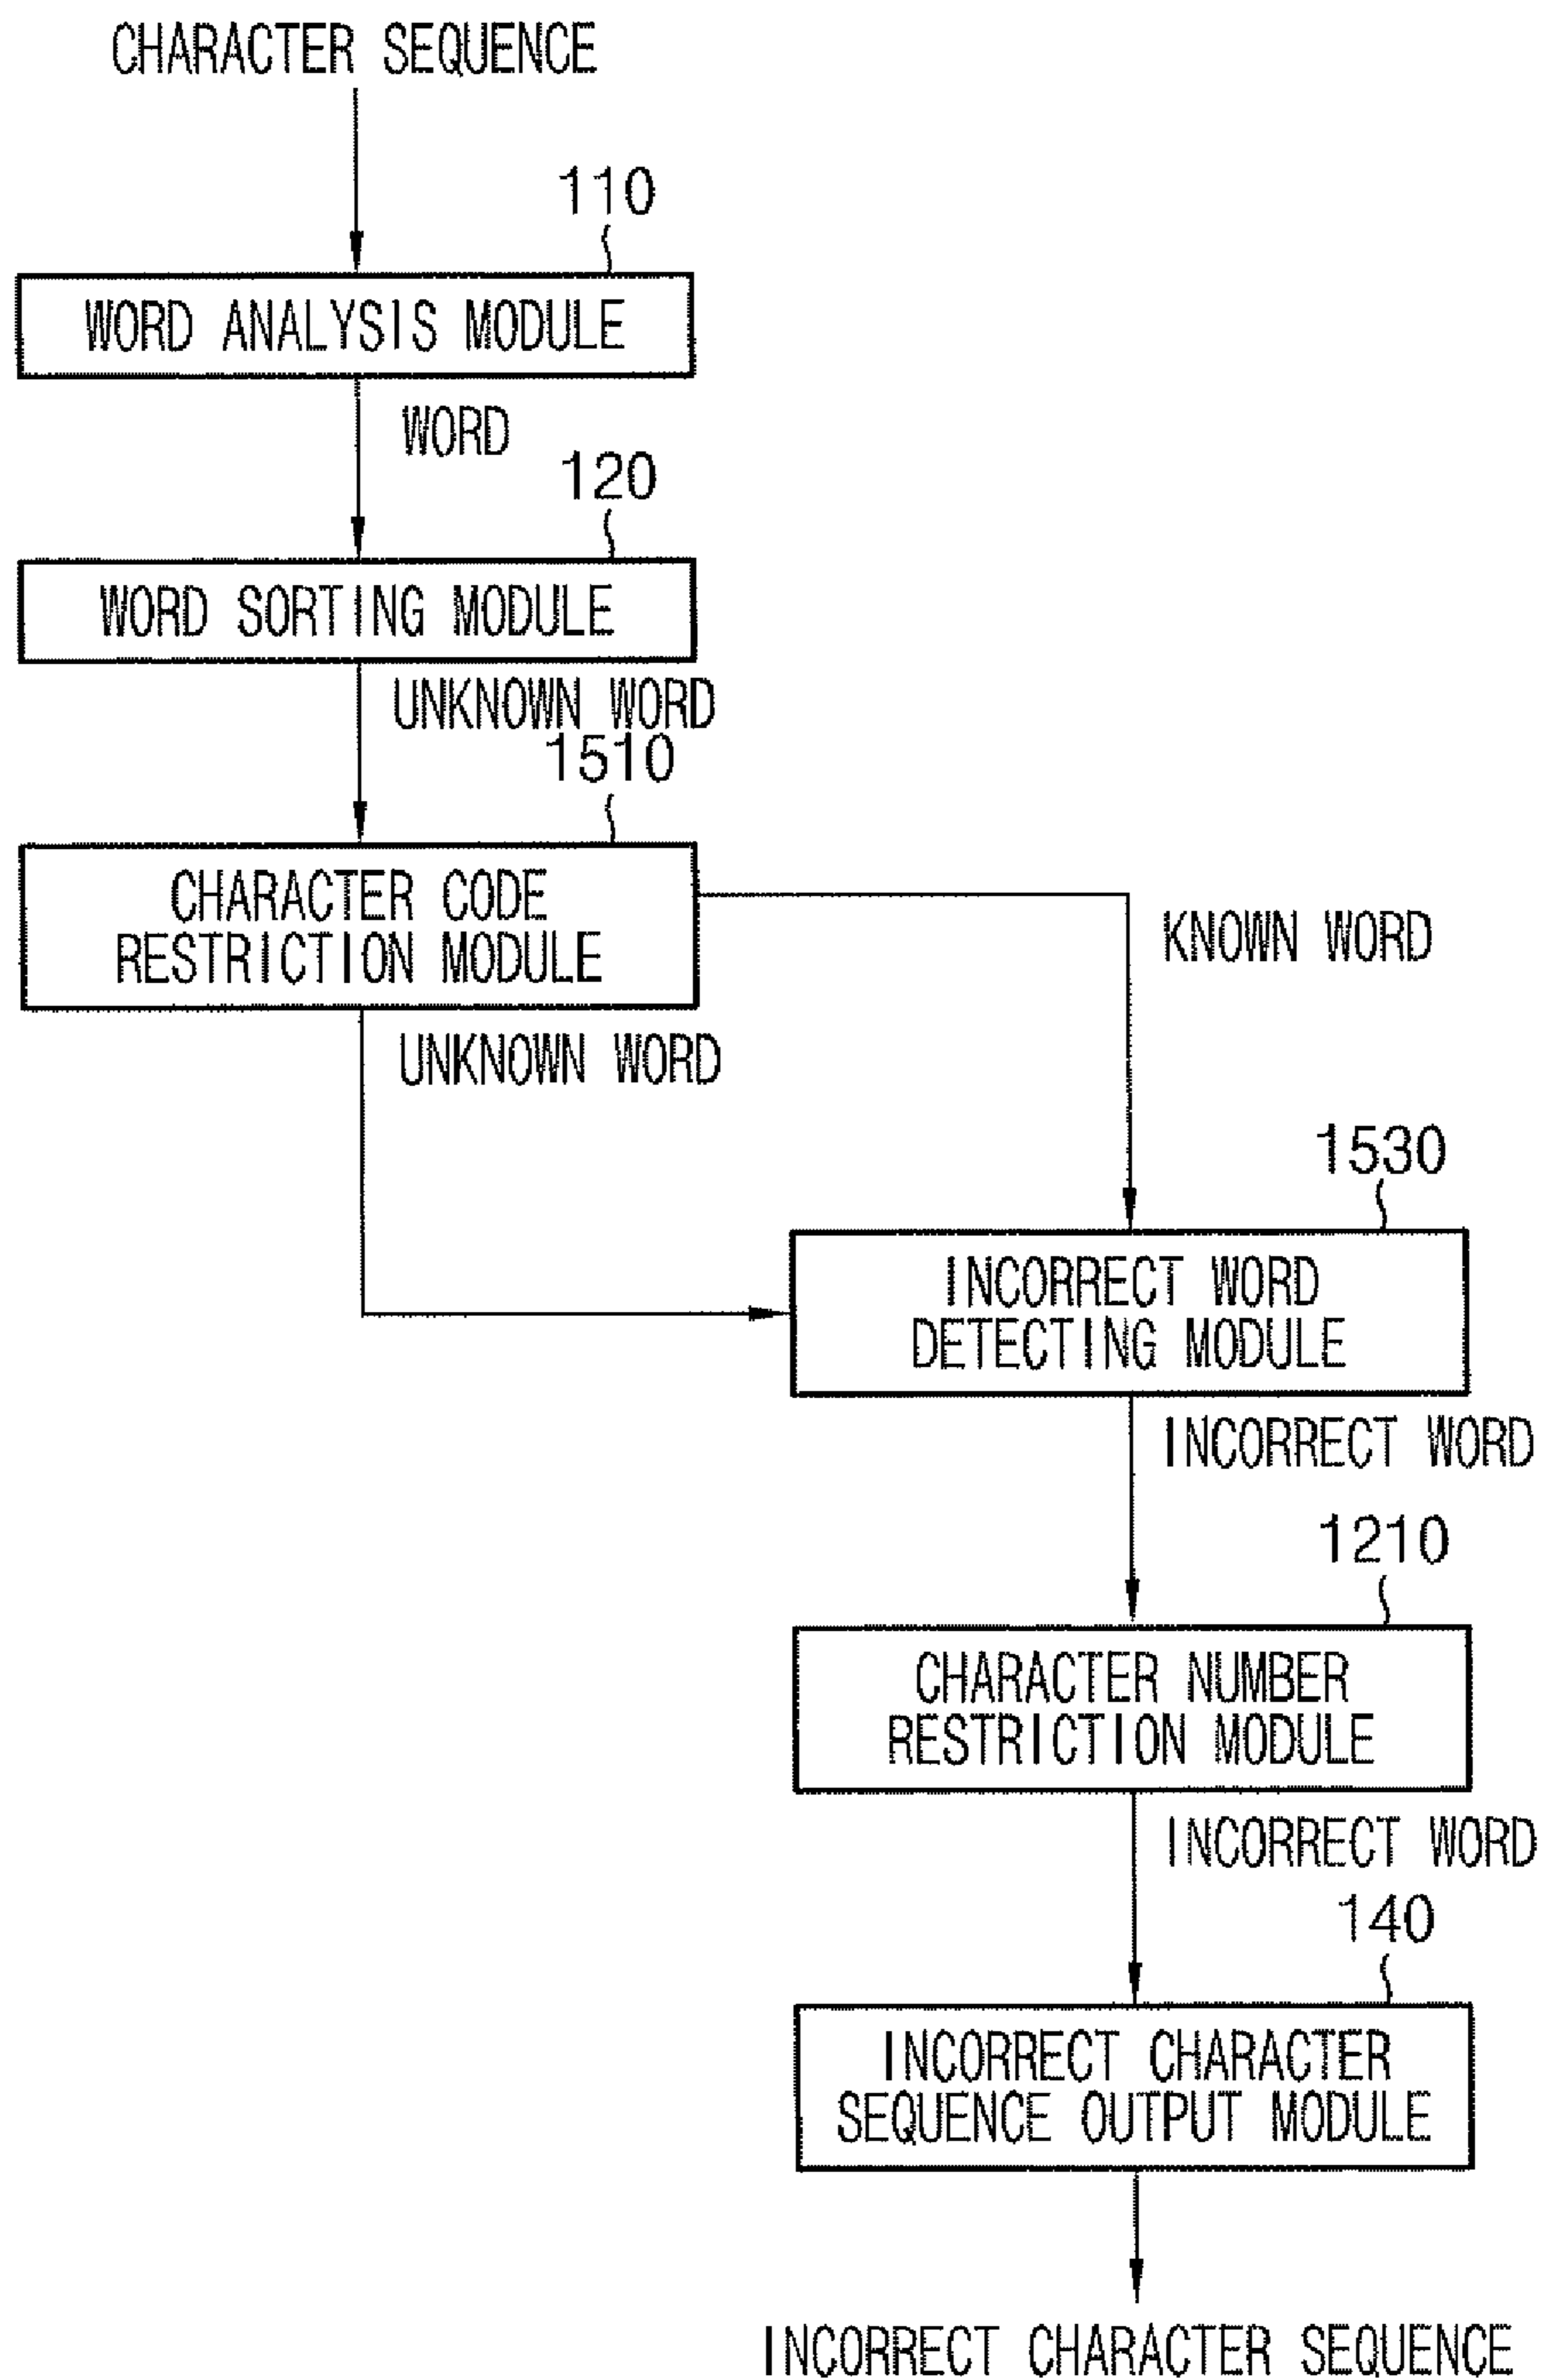 CHARACTER SEQUENCE
110
WORD ANALYSIS MODULE
WORD
120
WORD SORTING MODULE
UNKNOWN WORD
1510
CHARACTER CODE
RESTRICTION MODULE
KNOWN WORD
UNKNOWN WORD
1530
INCORRECT WORD
DETECTING MODULE
INCORRECT WORD
1210
CHARACTER NUMBER
RESTRICTION MODULE
INCORRECT WORD
140
INCORRECT CHARACTER
SEQUENCE OUTPUT MODULE
INCORRECT CHARACTER SEQUENCE